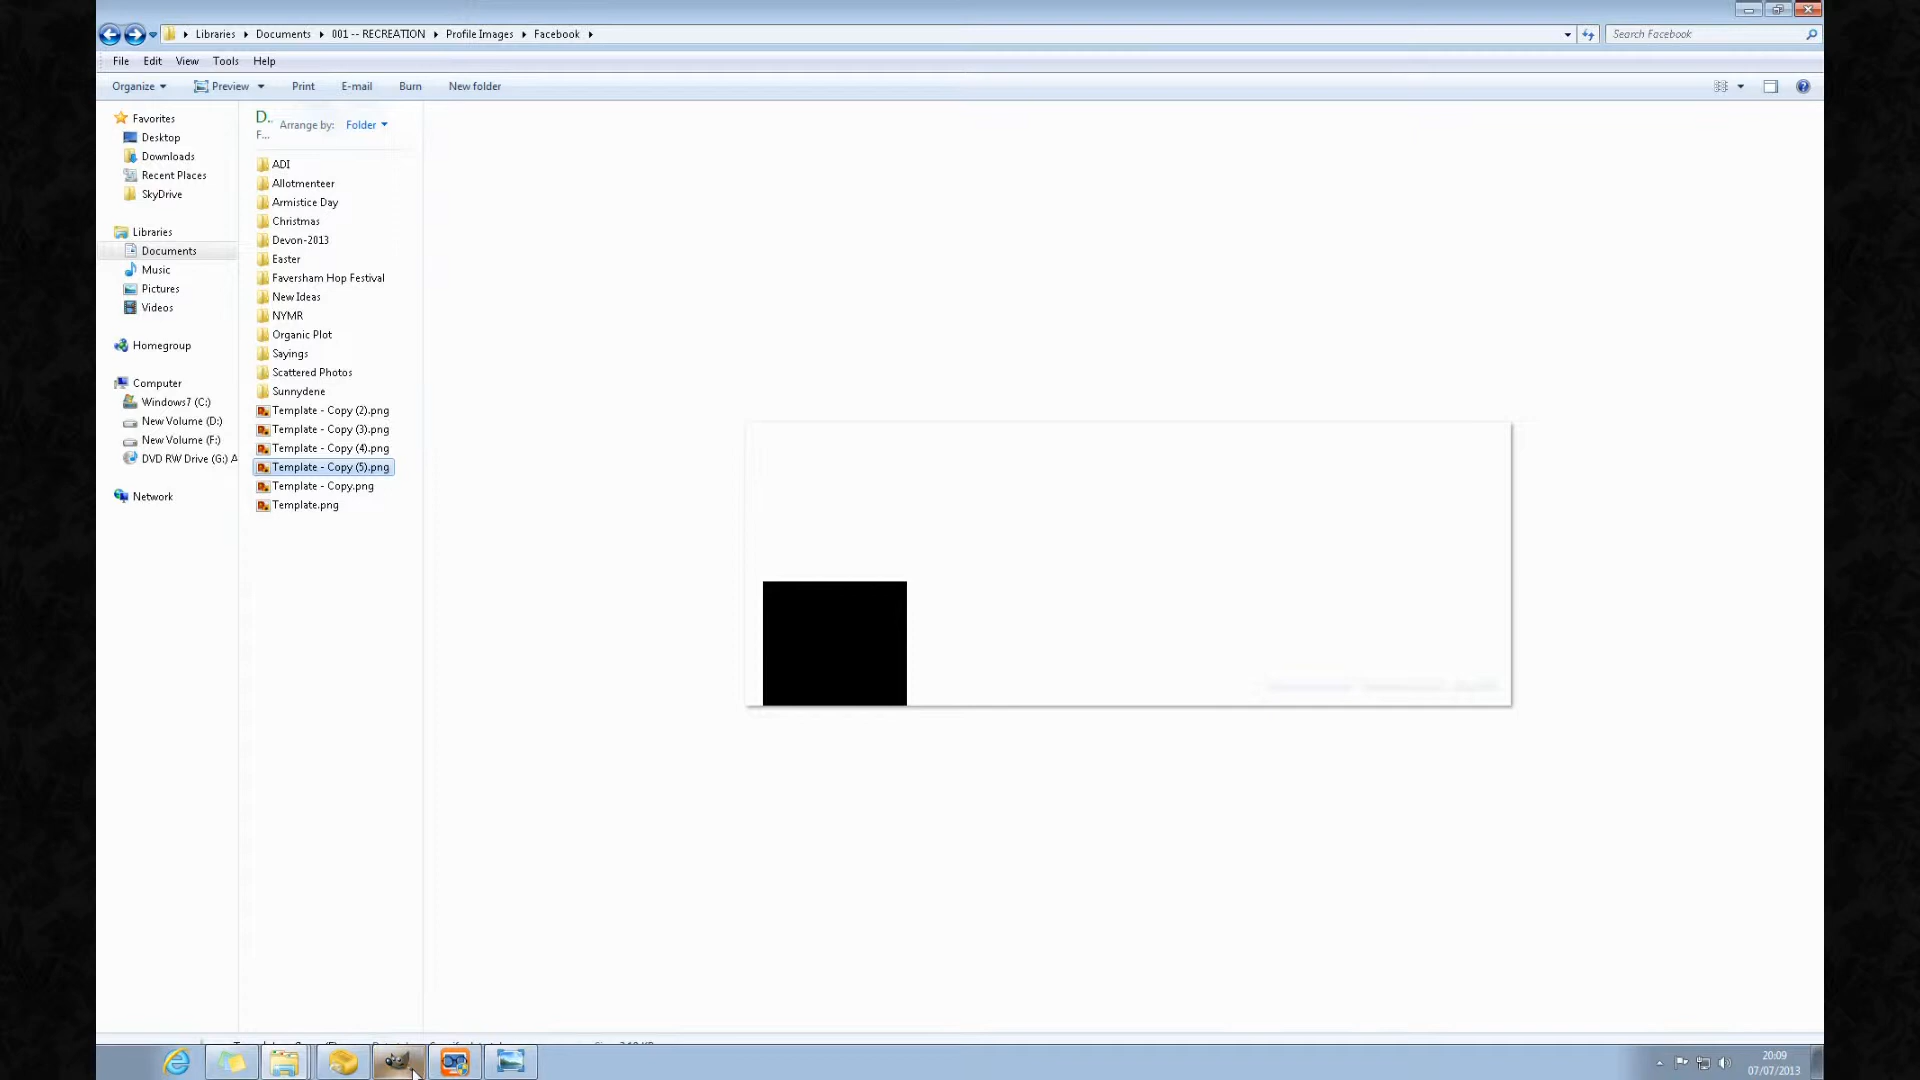 Libraries Documents 001 -- RECREATION Profile Images Facebook
Search Facebook
File Edit View Tools Help
Organize Preview Print E-mail Burn New folder
D..
F...
Arrange by: Folder
Favorites
Desktop
Downloads
Recent Places
SkyDrive
Libraries
Documents
Music
Pictures
Videos
Homegroup
Computer
Windows7 (C:)
New Volume (D:)
New Volume (F:)
DVD RW Drive (G:) A
Network
ADI
Allotmenteer
Armistice Day
Christmas
Devon-2013
Easter
Faversham Hop Festival
New Ideas
NYMR
Organic Plot
Sayings
Scattered Photos
Sunnydene
Template - Copy (2).png
Template - Copy (3).png
Template - Copy (4).png
Template - Copy (5).png
Template - Copy.png
Template.png
20:09
07/07/2013